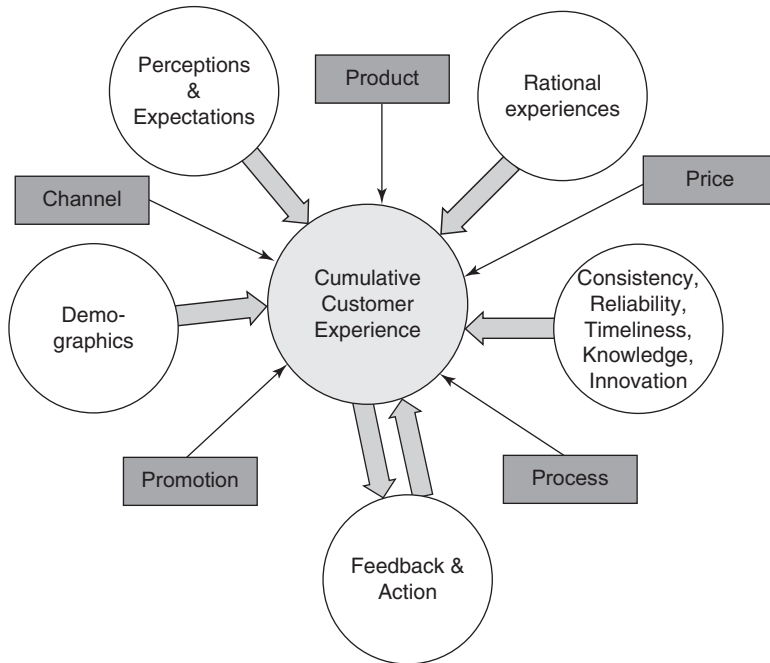 Perceptions
&
Expectations
Product
Rational
experiences
Channel
Price
Cumulative
Customer
Experience
Demo-
graphics
Consistency,
Reliability,
Timeliness,
Knowledge,
Innovation
Promotion
Process
Feedback &
Action